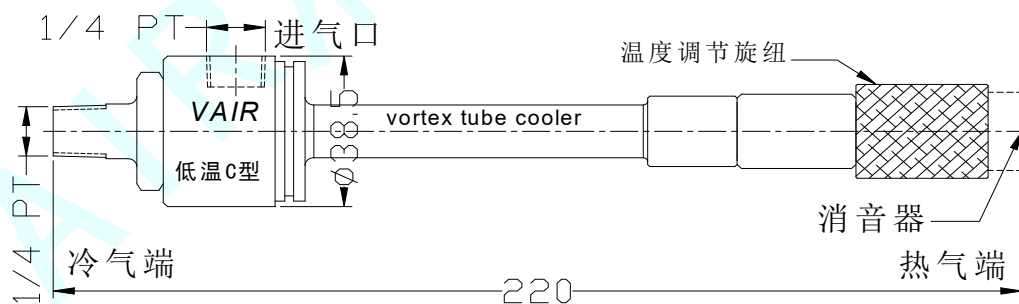 1/4 PT
进气口
温度调节旋纽
VAIR
vortex tube cooler
Ø38.5
低温C型
1/4 PT
消音器
冷气端
热气端
220